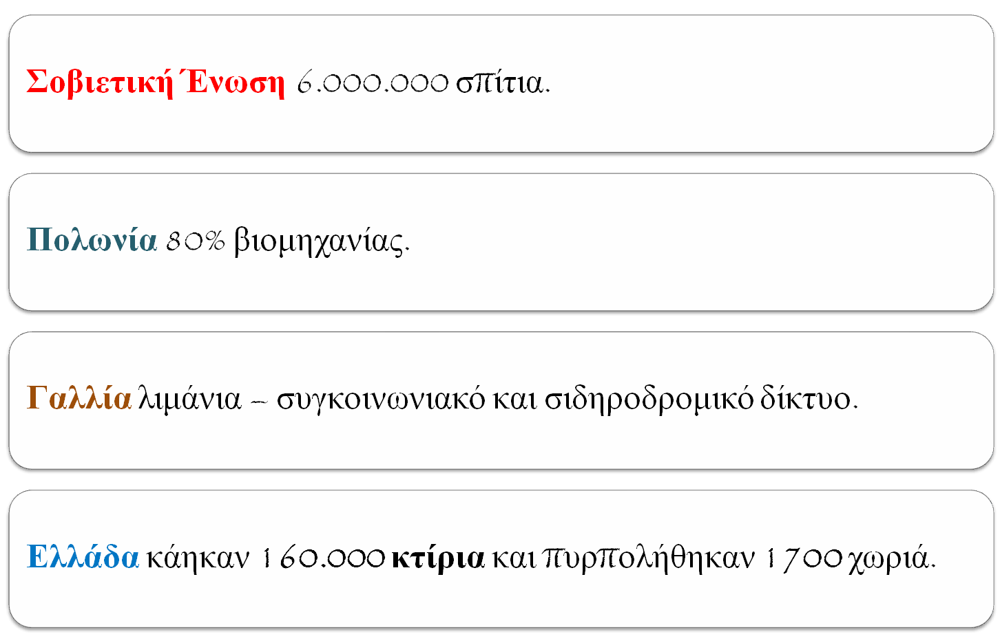 Σοβιετική Ένωση 6.000.000 σπίτια.
Πολωνία 80% βιομηχανίας.
Γαλλία λιμάνια – συγκοινωνιακό και σιδηροδρομικό δίκτυο.
Ελλάδα κάηκαν 160.000 κτίρια και πυρπολήθηκαν 1700 χωριά.